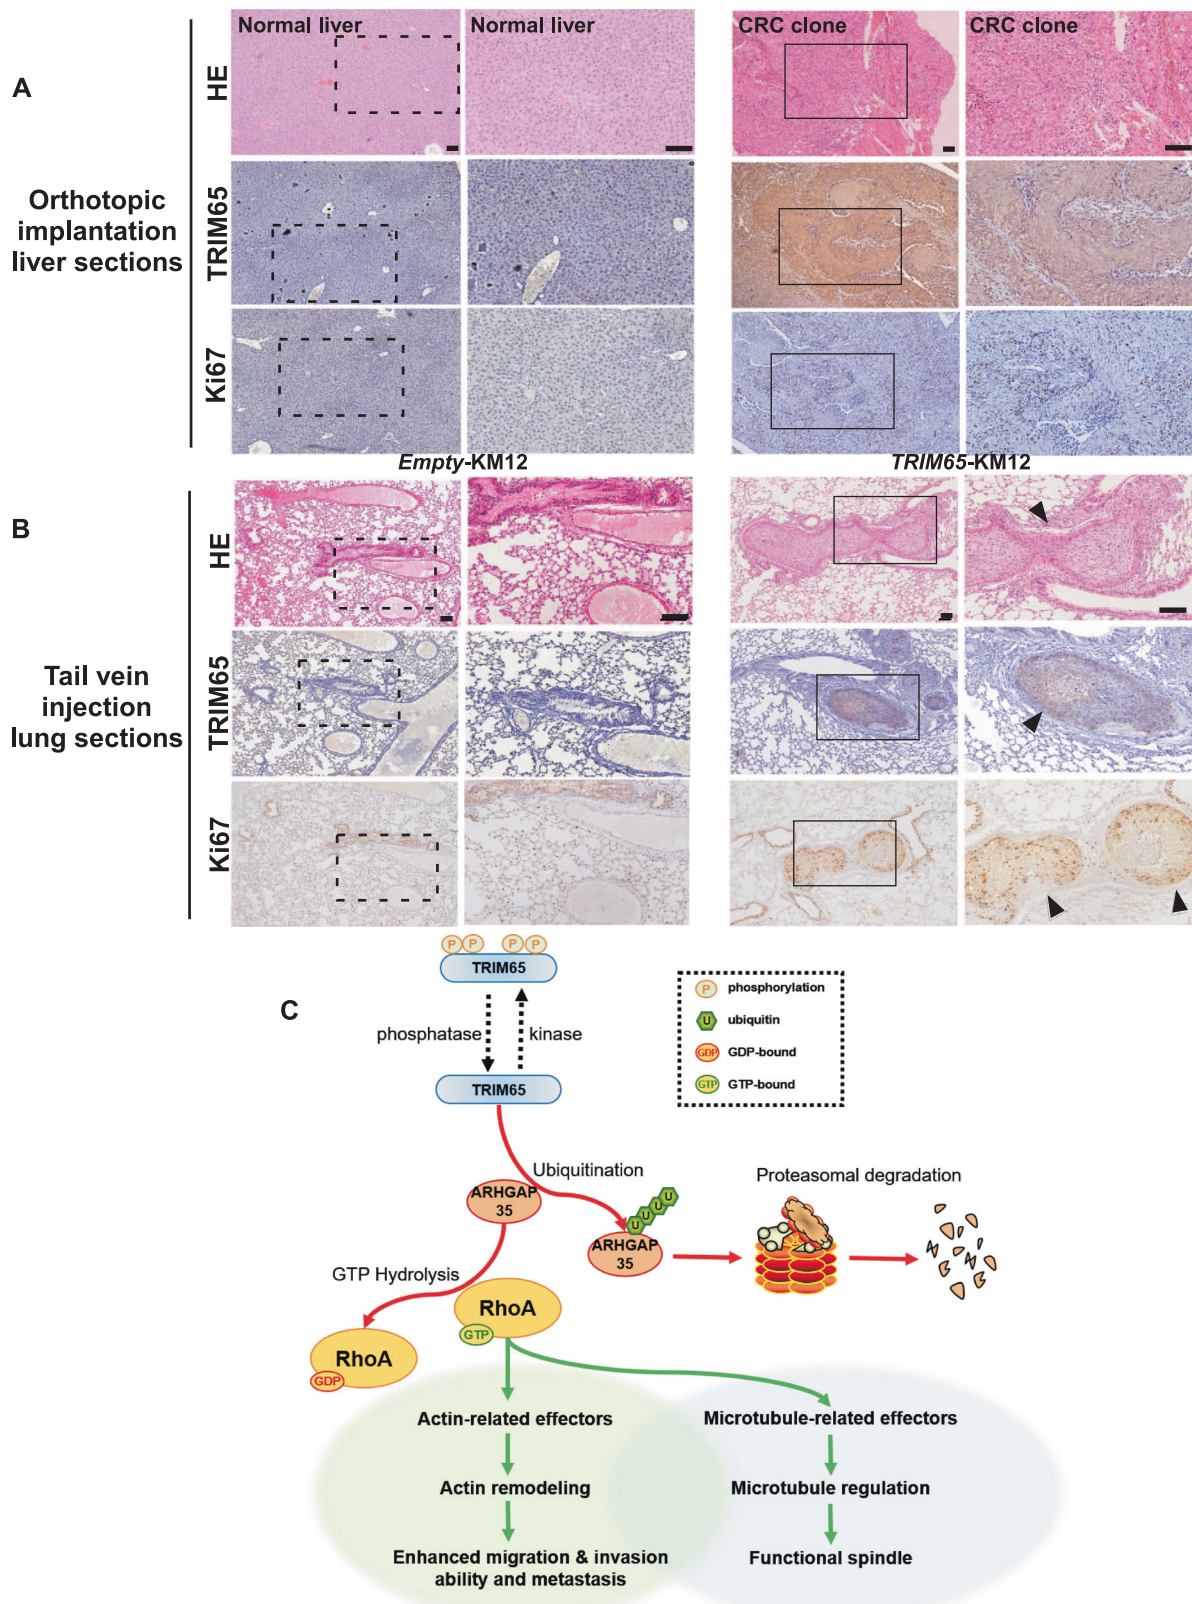 A
Orthotopic
implantation
liver sections
HE
TRIM65
Ki67
Normal liver
Normal liver
CRC clone
CRC clone
Empty-KM12
TRIM65-KM12
B
Tail vein
injection
lung sections
HE
TRIM65
Ki67
C
P P P P
TRIM65
phosphatase
kinase
TRIM65
P phosphorylation
U ubiquitin
GDP GDP-bound
GTP GTP-bound
Ubiquitination
ARHGAP
35
U U U U
ARHGAP
35
Proteasomal degradation
GTP Hydrolysis
RhoA
GTP
RhoA
GDP
Actin-related effectors
Microtubule-related effectors
Actin remodeling
Microtubule regulation
Enhanced migration & invasion
ability and metastasis
Functional spindle